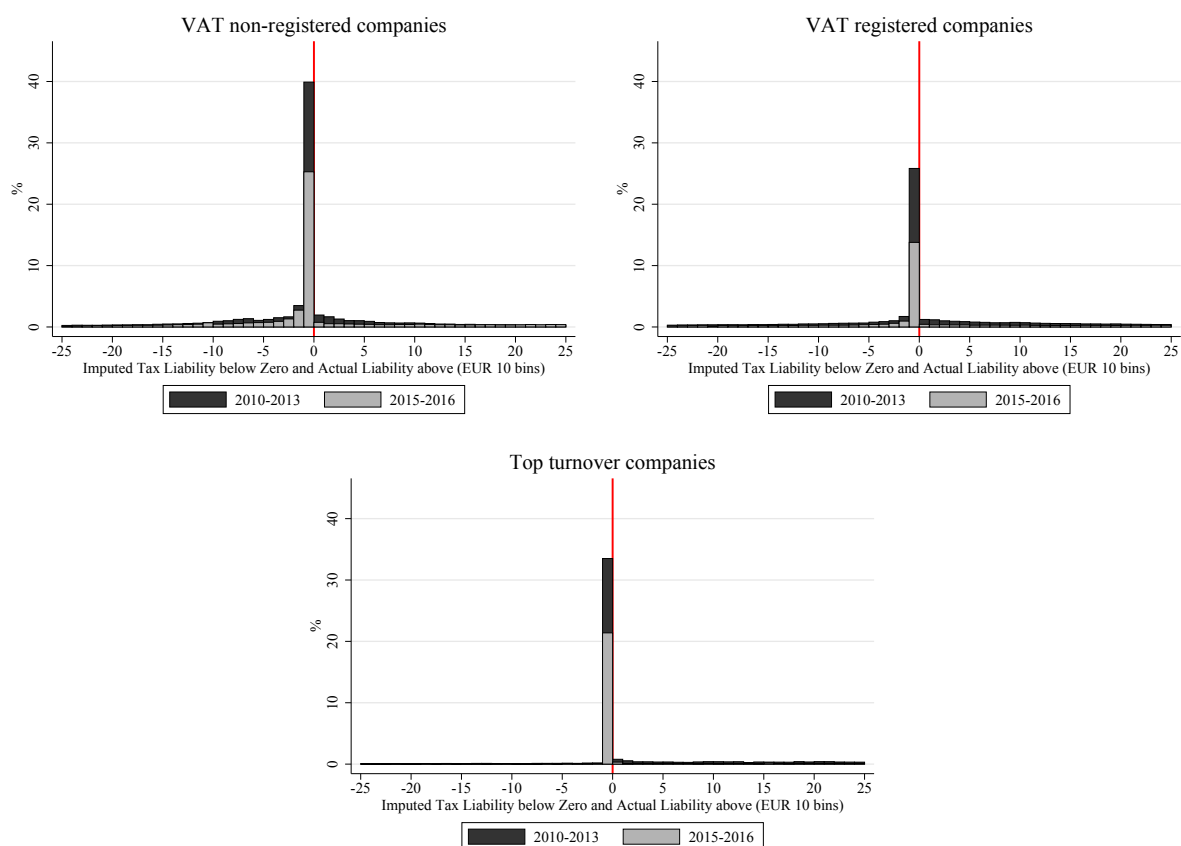 VAT non-registered companies
%
40
30
20
10
0
-25 -20 -15 -10 -5 0 5 10 15 20 25
Imputed Tax Liability below Zero and Actual Liability above (EUR 10 bins)
2010-2013 2015-2016
VAT registered companies
%
40
30
20
10
0
-25 -20 -15 -10 -5 0 5 10 15 20 25
Imputed Tax Liability below Zero and Actual Liability above (EUR 10 bins)
2010-2013 2015-2016
Top turnover companies
%
40
30
20
10
0
-25 -20 -15 -10 -5 0 5 10 15 20 25
Imputed Tax Liability below Zero and Actual Liability above (EUR 10 bins)
2010-2013 2015-2016